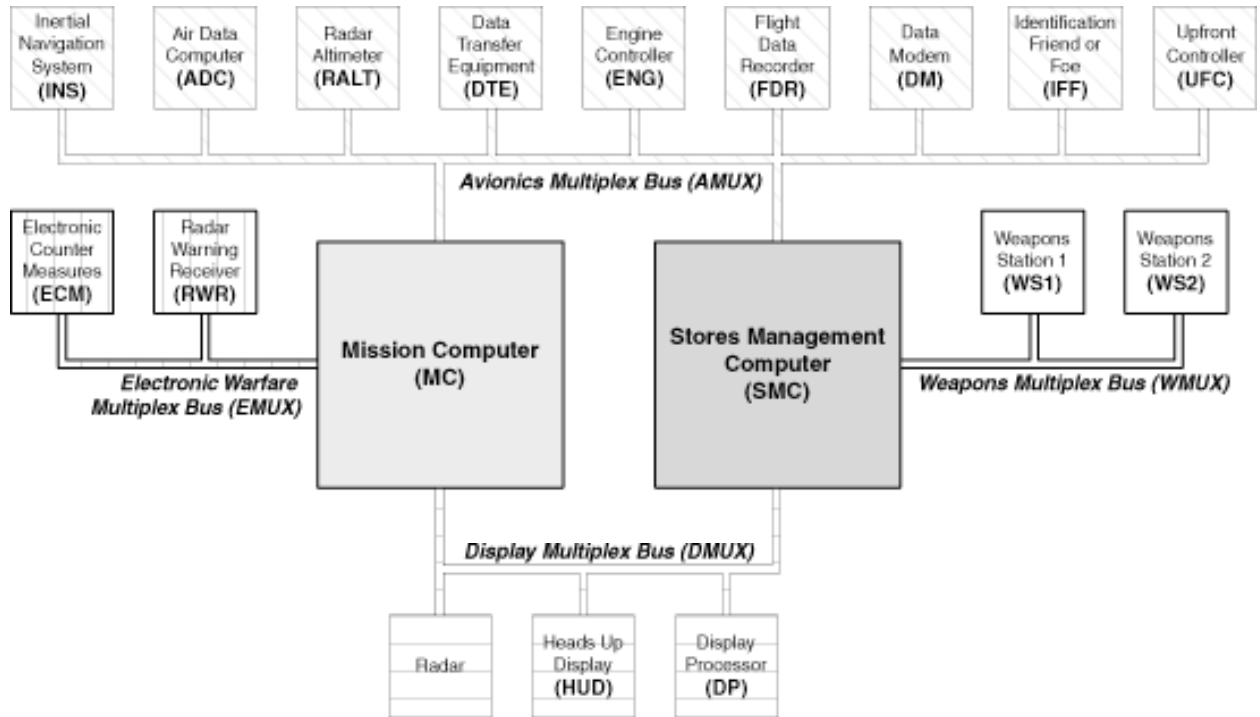 Inertial
Navigation
System
(INS)
Air Data
Computer
(ADC)
Radar
Altimeter
(RALT)
Data
Transfer
Equipment
(DTE)
Engine
Controller
(ENG)
Flight
Data
Recorder
(FDR)
Data
Modem
(DM)
Identification
Friend or
Foe
(IFF)
Upfront
Controller
(UFC)
Avionics Multiplex Bus (AMUX)
Electronic
Counter
Measures
(ECM)
Radar
Warning
Receiver
(RWR)
Mission Computer
(MC)
Stores Management
Computer
(SMC)
Weapons
Station 1
(WS1)
Weapons
Station 2
(WS2)
Electronic Warfare
Multiplex Bus (EMUX)
Weapons Multiplex Bus (WMUX)
Display Multiplex Bus (DMUX)
Radar
Heads Up
Display
(HUD)
Display
Processor
(DP)